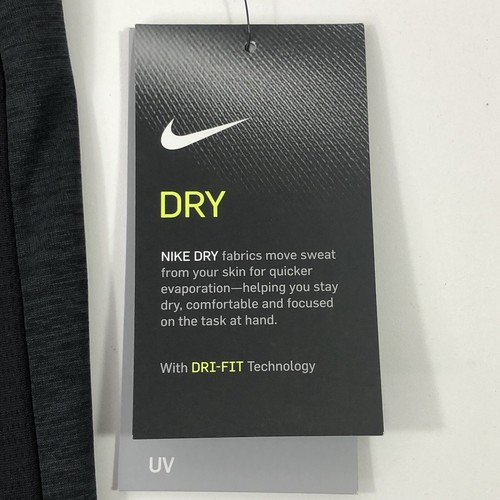 DRY
NIKE DRY fabrics move sweat
from your skin for quicker
evaporation—helping you stay
dry, comfortable and focused
on the task at hand.
With DRI-FIT Technology
UV